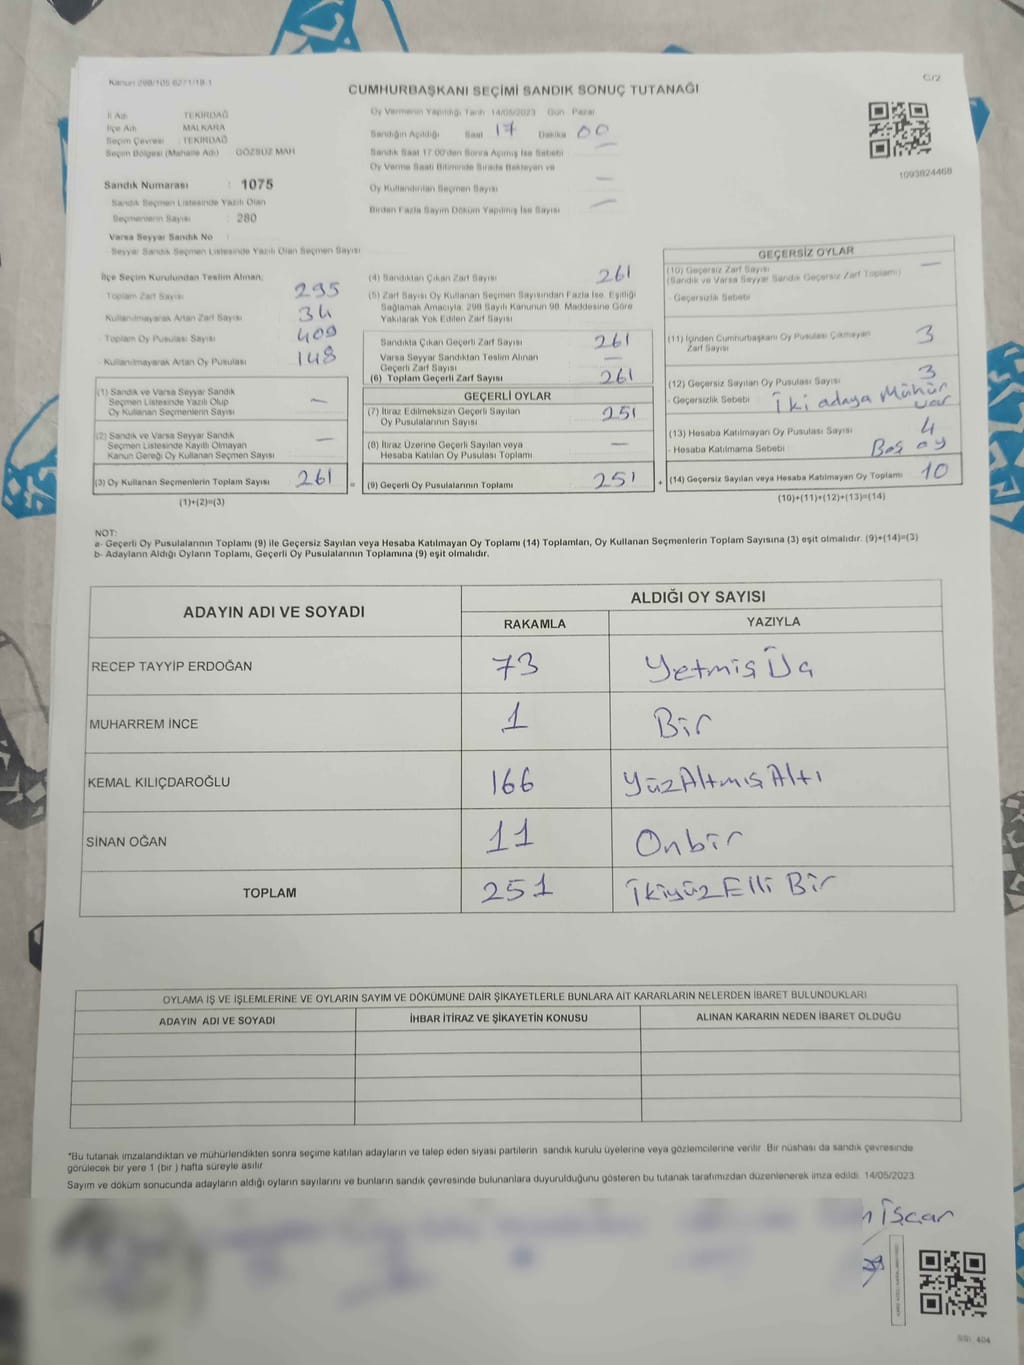 Kanun 298/105 6271/19-1
C/2
CUMHURBAŞKANI SEÇİMİ SANDIK SONUÇ TUTANAĞI
İl Adı : TEKİRDAĞ
İlçe Adı : MALKARA
Seçim Çevresi : TEKİRDAĞ
Seçim Bölgesi (Mahalle Adı) : GÖZSÜZ MAH
Sandık Numarası : 1075
Sandık Seçmen Listesinde Yazılı Olan
Seçmenlerin Sayısı : 280
Varsa Seyyar Sandık No :
- Seyyar Sandık Seçmen Listesinde Yazılı Olan Seçmen Sayısı
Oy Vermenin Yapıldığı Tarih 14/05/2023 Gün Pazar
Sandığın Açıldığı Saat 17 Dakika 00
Sandık Saat 17:00'den Sonra Açılmış İse Sebebi —
Oy Verme Saati Bitiminde Sırada Bekleyen ve
Oy Kullandırılan Seçmen Sayısı —
Birden Fazla Sayım Döküm Yapılmış İse Sayısı —
1093824468
İlçe Seçim Kurulundan Teslim Alınan;
- Toplam Zarf Sayısı 295
- Kullanılmayarak Artan Zarf Sayısı 34
- Toplam Oy Pusulası Sayısı 409
- Kullanılmayarak Artan Oy Pusulası 148
(1) Sandık ve Varsa Seyyar Sandık
Seçmen Listesinde Kayıtlı Olup
Oy Kullanan Seçmenlerin Sayısı —
(2) Sandık ve Varsa Seyyar Sandık
Seçmen Listesinde Kayıtlı Olmayan
Kanun Gereği Oy Kullanan Seçmen Sayısı —
(3) Oy Kullanan Seçmenlerin Toplam Sayısı 261
(1)+(2)=(3)
=
(4) Sandıktan Çıkan Zarf Sayısı 261
(5) Zarf Sayısı Oy Kullanan Seçmen Sayısından Fazla İse, Eşitliği
Sağlamak Amacıyla, 298 Sayılı Kanunun 98. Maddesine Göre
Yakılarak Yok Edilen Zarf Sayısı
Sandıkta Çıkan Geçerli Zarf Sayısı 261
Varsa Seyyar Sandıktan Teslim Alınan
Geçerli Zarf Sayısı —
(6) Toplam Geçerli Zarf Sayısı 261
GEÇERLİ OYLAR
(7) İtiraz Edilmeksizin Geçerli Sayılan
Oy Pusulalarının Sayısı 251
(8) İtiraz Üzerine Geçerli Sayılan veya
Hesaba Katılan Oy Pusulası Toplamı —
(9) Geçerli Oy Pusulalarının Toplamı 251
+
GEÇERSİZ OYLAR
(10) Geçersiz Zarf Sayısı —
(Sandık ve Varsa Seyyar Sandık Geçersiz Zarf Toplamı)
- Geçersizlik Sebebi
(11) İçinden Cumhurbaşkanı Oy Pusulası Çıkmayan
Zarf Sayısı 3
(12) Geçersiz Sayılan Oy Pusulası Sayısı 3
- Geçersizlik Sebebi : İki adaya Mühür
var
(13) Hesaba Katılmayan Oy Pusulası Sayısı 4
- Hesaba Katılmama Sebebi : Boş oy
(14) Geçersiz Sayılan veya Hesaba Katılmayan Oy Toplamı 10
(10)+(11)+(12)+(13)=(14)
NOT:
a- Geçerli Oy Pusulalarının Toplamı (9) ile Geçersiz Sayılan veya Hesaba Katılmayan Oy Toplamı (14) Toplamları, Oy Kullanan Seçmenlerin Toplam Sayısına (3) eşit olmalıdır. (9)+(14)=(3)
b- Adayların Aldığı Oyların Toplamı, Geçerli Oy Pusulalarının Toplamına (9) eşit olmalıdır.
ADAYIN ADI VE SOYADI
ALDIĞI OY SAYISI
RAKAMLA YAZIYLA
RECEP TAYYİP ERDOĞAN 73 Yetmiş Üç
MUHARREM İNCE 1 Bir
KEMAL KILIÇDAROĞLU 166 YüzAltmışAltı
SİNAN OĞAN 11 Onbir
TOPLAM 251 İkiyüz Elli Bir
OYLAMA İŞ VE İŞLEMLERİNE VE OYLARIN SAYIM VE DÖKÜMÜNE DAİR ŞİKAYETLERLE BUNLARA AİT KARARLARIN NELERDEN İBARET BULUNDUKLARI
ADAYIN ADI VE SOYADI İHBAR İTİRAZ VE ŞİKAYETİN KONUSU ALINAN KARARIN NEDEN İBARET OLDUĞU
*Bu tutanak imzalandıktan ve mühürlendikten sonra seçime katılan adayların ve talep eden siyasi partilerin sandık kurulu üyelerine veya gözlemcilerine verilir. Bir nüshası da sandık çevresinde
görülecek bir yere 1 (bir ) hafta süreyle asılır.
Sayım ve döküm sonucunda adayların aldığı oyların sayılarını ve bunların sandık çevresinde bulunanlara duyurulduğunu gösteren bu tutanak tarafımızdan düzenlenerek imza edildi. 14/05/2023
İşcar
SSI: 404